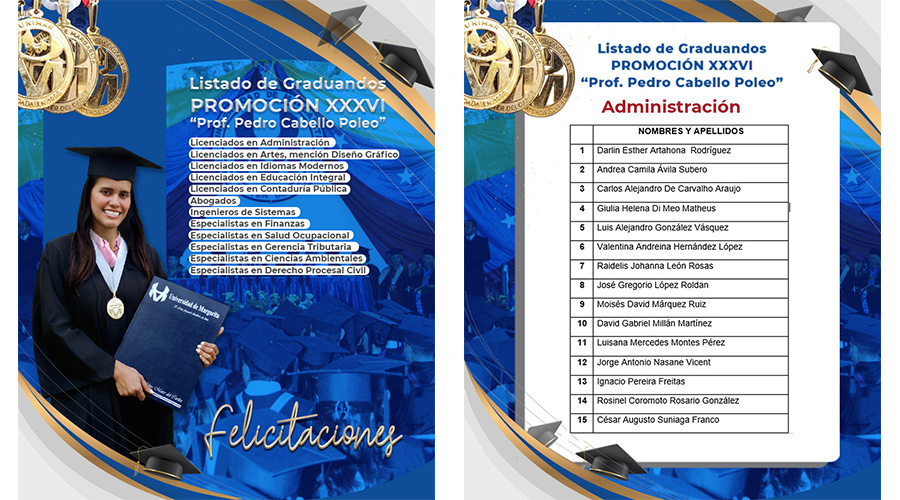 Listado de Graduandos
PROMOCIÓN XXXVI
“Prof. Pedro Cabello Poleo”
Licenciados en Administración
Licenciados en Artes, mención Diseño Gráfico
Licenciados en Idiomas Modernos
Licenciados en Educación Integral
Licenciados en Contaduría Pública
Abogados
Ingenieros de Sistemas
Especialistas en Finanzas
Especialistas en Salud Ocupacional
Especialistas en Gerencia Tributaria
Especialistas en Ciencias Ambientales
Especialistas en Derecho Procesal Civil
Universidad de Margarita
Felicitaciones
Listado de Graduandos
PROMOCIÓN XXXVI
“Prof. Pedro Cabello Poleo”
Administración
NOMBRES Y APELLIDOS
1 Darlin Esther Artahona Rodríguez
2 Andrea Camila Ávila Subero
3 Carlos Alejandro De Carvalho Araujo
4 Giulia Helena Di Meo Matheus
5 Luis Alejandro González Vásquez
6 Valentina Andreina Hernández López
7 Raidelis Johanna León Rosas
8 José Gregorio López Roldan
9 Moisés David Márquez Ruiz
10 David Gabriel Millán Martínez
11 Luisana Mercedes Montes Pérez
12 Jorge Antonio Nasane Vicent
13 Ignacio Pereira Freitas
14 Rosinel Coromoto Rosario González
15 César Augusto Suniaga Franco